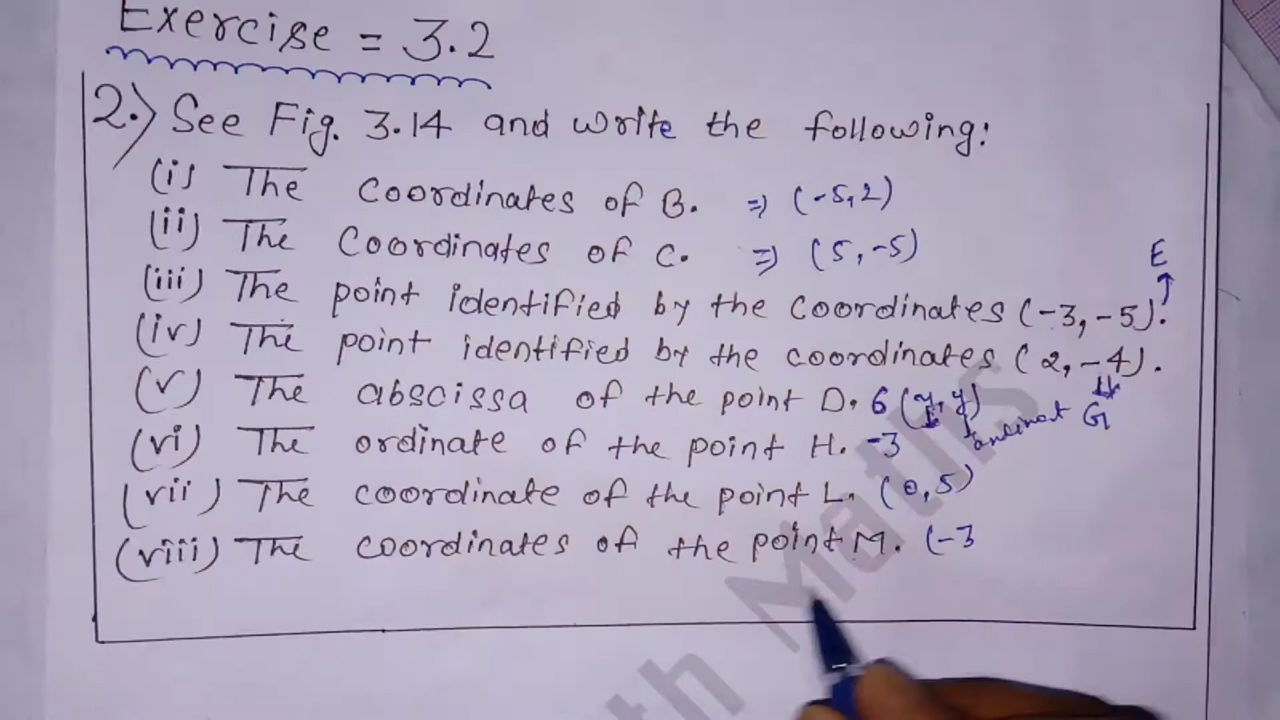 Exercise = 3.2
2.) See Fig. 3.14 and write the following:
(i) The coordinates of B. ⇒ (-5,2)
(ii) The coordinates of C. ⇒ (5,-5)
E
(iii) The point identified by the coordinates (-3,-5).
(iv) The point identified by the coordinates (2,-4).
(v) The abscissa of the point D. 6
G
(vi) The ordinate of the point H. -3
(vii) The coordinate of the point L. (0,5)
(viii) The coordinates of the point M. (-3
th Maths